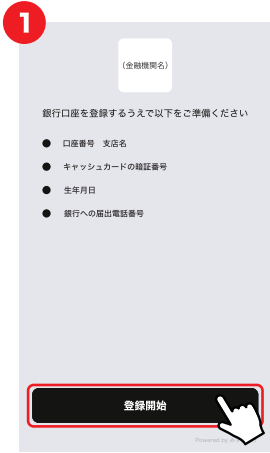 1
(金融機関名)
銀行口座を登録するうえで以下をご準備ください
● 口座番号 支店名
● キャッシュカードの暗証番号
● 生年月日
● 銀行への届出電話番号
登録開始
Powered by